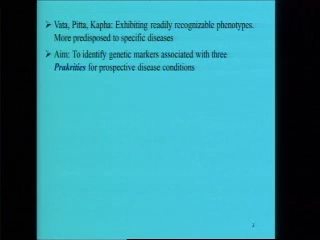 ➢ Vata, Pitta, Kapha: Exhibiting readily recognizable phenotypes.
More predisposed to specific diseases
➢ Aim: To identify genetic markers associated with three
Prakrities for prospective disease conditions
2